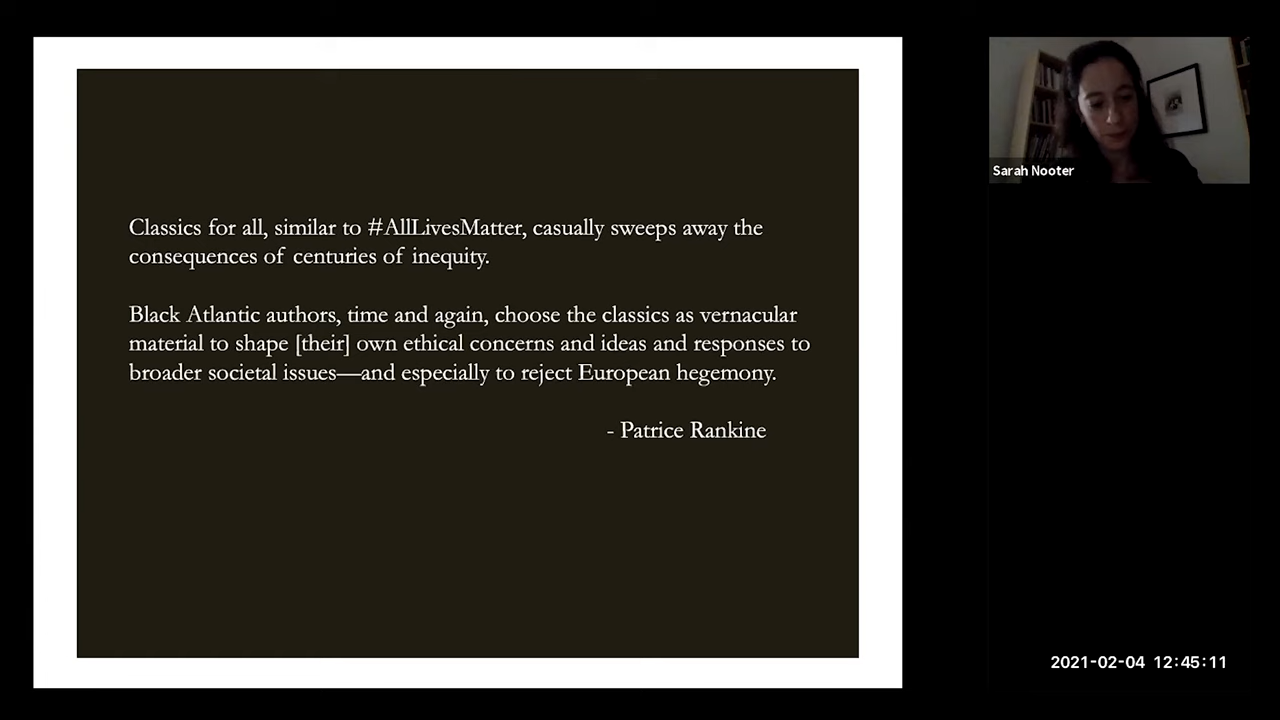 Classics for all, similar to #AllLivesMatter, casually sweeps away the
consequences of centuries of inequity.
Black Atlantic authors, time and again, choose the classics as vernacular
material to shape [their] own ethical concerns and ideas and responses to
broader societal issues—and especially to reject European hegemony.
- Patrice Rankine
Sarah Nooter
2021-02-04 12:45:11